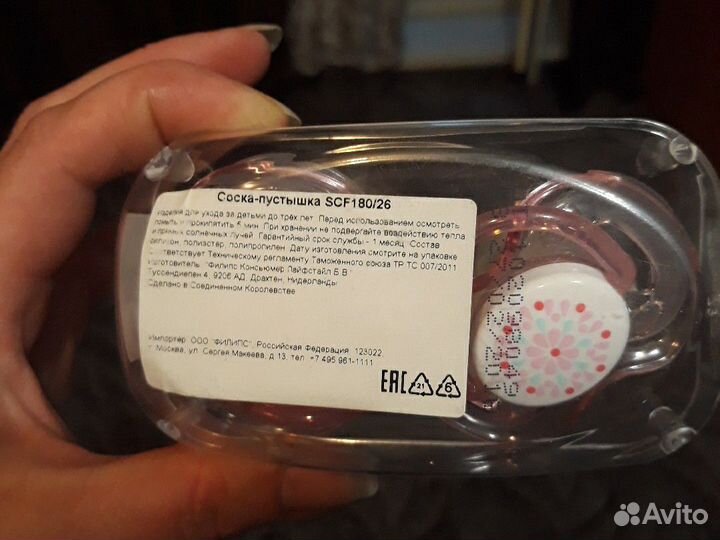 Соска-пустышка SCF180/26
Изделия для ухода за детьми до трех лет. Перед использованием осмотреть
помыть и прокипятить 5 мин. При хранении не подвергайте воздействию тепла
и прямых солнечных лучей. Гарантийный срок службы - 1 месяц. Состав
силикон, полиэстер, полипропилен. Дату изготовления смотрите на упаковке
Соответствует Техническому регламенту Таможенного союза ТР ТС 007/2011
Изготовитель: "Филипс Консьюмер Лайфстайл Б.В."
Туссендиепен 4, 9206 АД, Драхтен, Нидерланды
Сделано в Соединенном Королевстве
Импортер: ООО "ФИЛИПС", Российская Федерация, 123022
г. Москва, ул. Сергея Макеева, д.13, тел. +7 495 961-1111
EAC 21 6
Avito